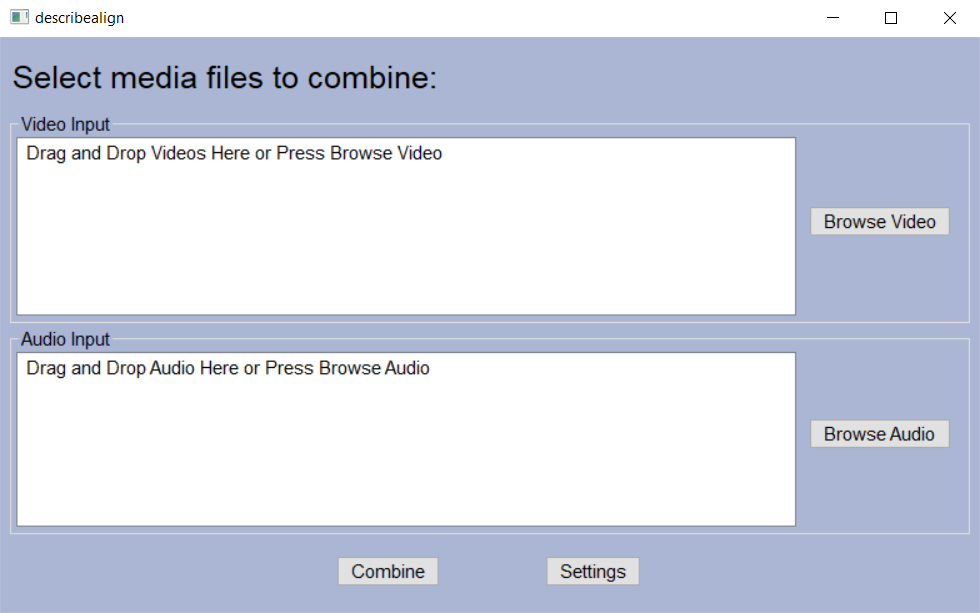 describealign
Select media files to combine:
Video Input
Drag and Drop Videos Here or Press Browse Video
Browse Video
Audio Input
Drag and Drop Audio Here or Press Browse Audio
Browse Audio
Combine
Settings